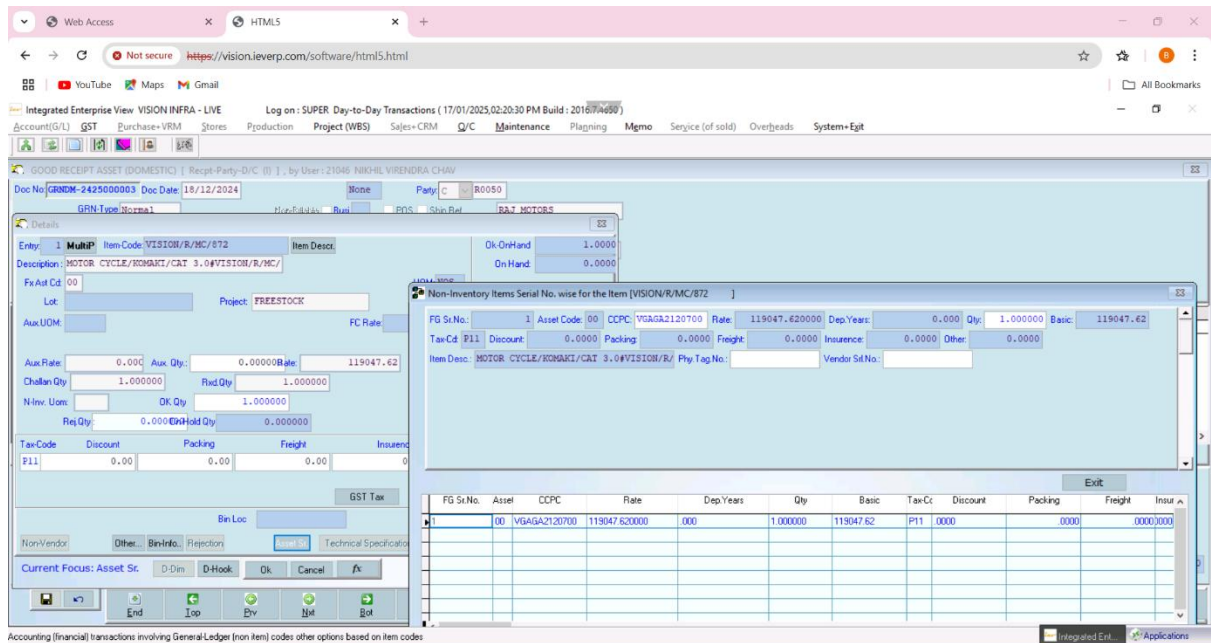 Web Access
HTML5
Not secure https://vision.ieverp.com/software/html5.html
B
YouTube Maps Gmail
All Bookmarks
Integrated Enterprise View VISION INFRA - LIVE Log on : SUPER Day-to-Day Transactions ( 17/01/2025,02:20:30 PM Build : 2016.7.4650 )
Account(G/L) GST Purchase+VRM Stores Production Project (WBS) Sales+CRM Q/C Maintenance Planning Memo Service (of sold) Overheads System+Exit
GOOD RECEIPT ASSET (DOMESTIC) [ Recpt-Party-D/C (I) ] , by User : 21046 NIKHIL VIRENDRA CHAV
Doc No: GRNDM-2425000003 Doc Date: 18/12/2024 None Party: C R0050
GRN-Type Normal POS Ship Ref RAJ MOTORS
Details
Entry: 1 MultiP Item-Code: VISION/R/MC/872 Item Descr. Ok-OnHand 1.0000
Description : MOTOR CYCLE/KOMAKI/CAT 3.0#VISION/R/MC/ On Hand: 0.0000
Fx Ast Cd: 00
Lot: Project: FREESTOCK
Aux.UOM: FC Rate:
Aux.Rate: 0.000 Aux. Qty.: 0.00000 Rate: 119047.62
Challan Qty 1.000000 Rxd.Qty 1.000000
N-Inv. Uom: OK. Qty 1.000000
Rej.Qty: 0.0000 Hold Qty 0.000000
Tax-Code Discount Packing Freight
P11 0.00 0.00 0.00
GST Tax
Bin Loc
Non-Vendor Other... Bin-Info.. Rejection Asset Sr. Technical Specificatio
Current Focus: Asset Sr. D-Dim D-Hook Ok Cancel fx
End Top Prv Nxt Bot
Non-Inventory Items Serial No. wise for the Item [VISION/R/MC/872 ]
FG Sr.No.: 1 Asset Code: 00 CCPC: VGAGA2120700 Rate: 119047.620000 Dep.Years: 0.000 Qty: 1.000000 Basic: 119047.62
Tax-Cd: P11 Discount: 0.0000 Packing: 0.0000 Freight: 0.0000 Insurence: 0.0000 Other: 0.0000
Item Desc.: MOTOR CYCLE/KOMAKI/CAT 3.0#VISION/R/ Phy.Tag.No.: Vendor Srl.No.:
Exit
FG Sr.No. Asset CCPC Rate Dep.Years Qty Basic Tax-Cc Discount Packing Freight Insur
1 00 VGAGA2120700 119047.620000 .000 1.000000 119047.62 P11 .0000 .0000 .0000
Accounting (financial) transactions involving General-Ledger (non item) codes other options based on item codes
Integrated Ent... Applications